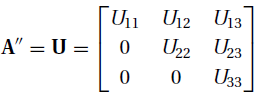 A″ = U = [ U₁₁ U₁₂ U₁₃
0 U₂₂ U₂₃
0 0 U₃₃ ]